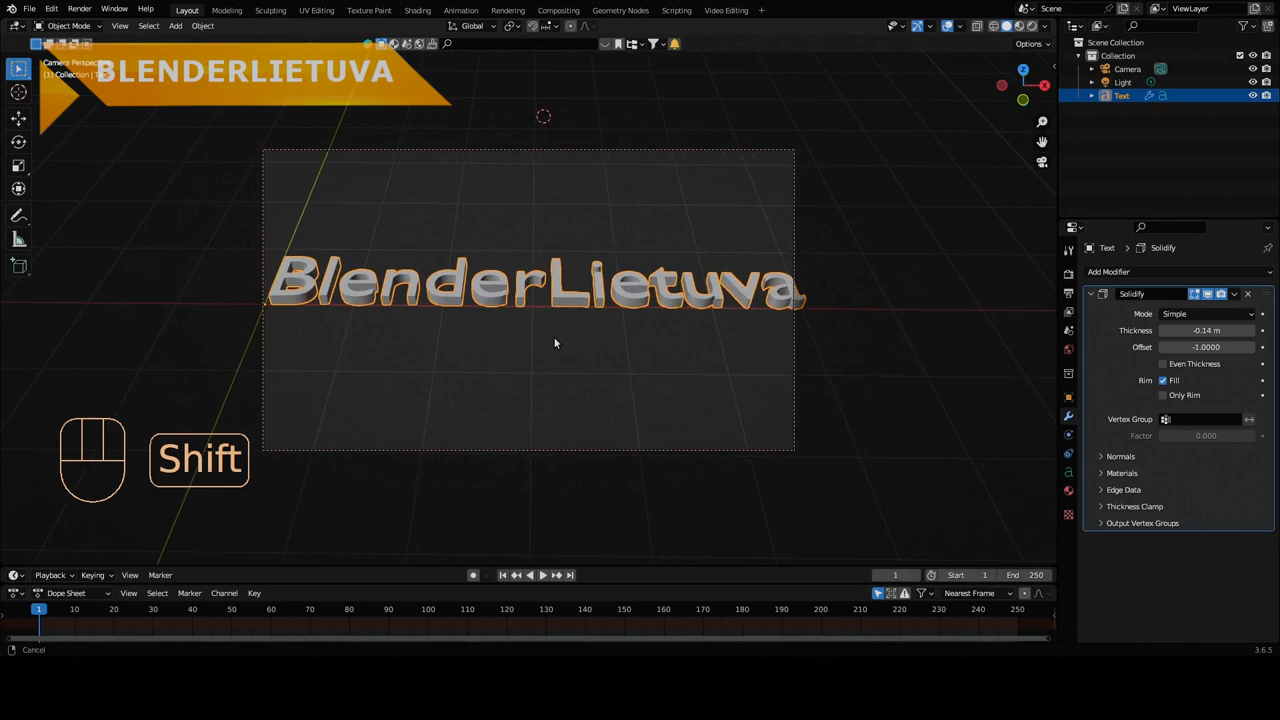 File Edit Render Window Help Layout Modeling Sculpting UV Editing Texture Paint Shading Animation Rendering Compositing Geometry Nodes Scripting Video Editing + Scene ViewLayer
Object Mode View Select Add Object Global
Options
BLENDERLIETUVA
Camera Perspective
(1) Collection | Text
Z
X
Scene Collection
Collection
Camera
Light
Text
BlenderLietuva
Shift
Text > Solidify
Add Modifier
Solidify
Mode Simple
Thickness -0.14 m
Offset -1.0000
Even Thickness
Rim Fill
Only Rim
Vertex Group
Factor 0.000
Normals
Materials
Edge Data
Thickness Clamp
Output Vertex Groups
Playback Keying View Marker 1 Start 1 End 250
Dope Sheet View Select Marker Channel Key Nearest Frame
1 10 20 30 40 50 60 70 80 90 100 110 120 130 140 150 160 170 180 190 200 210 220 230 240 250
Cancel 3.6.5